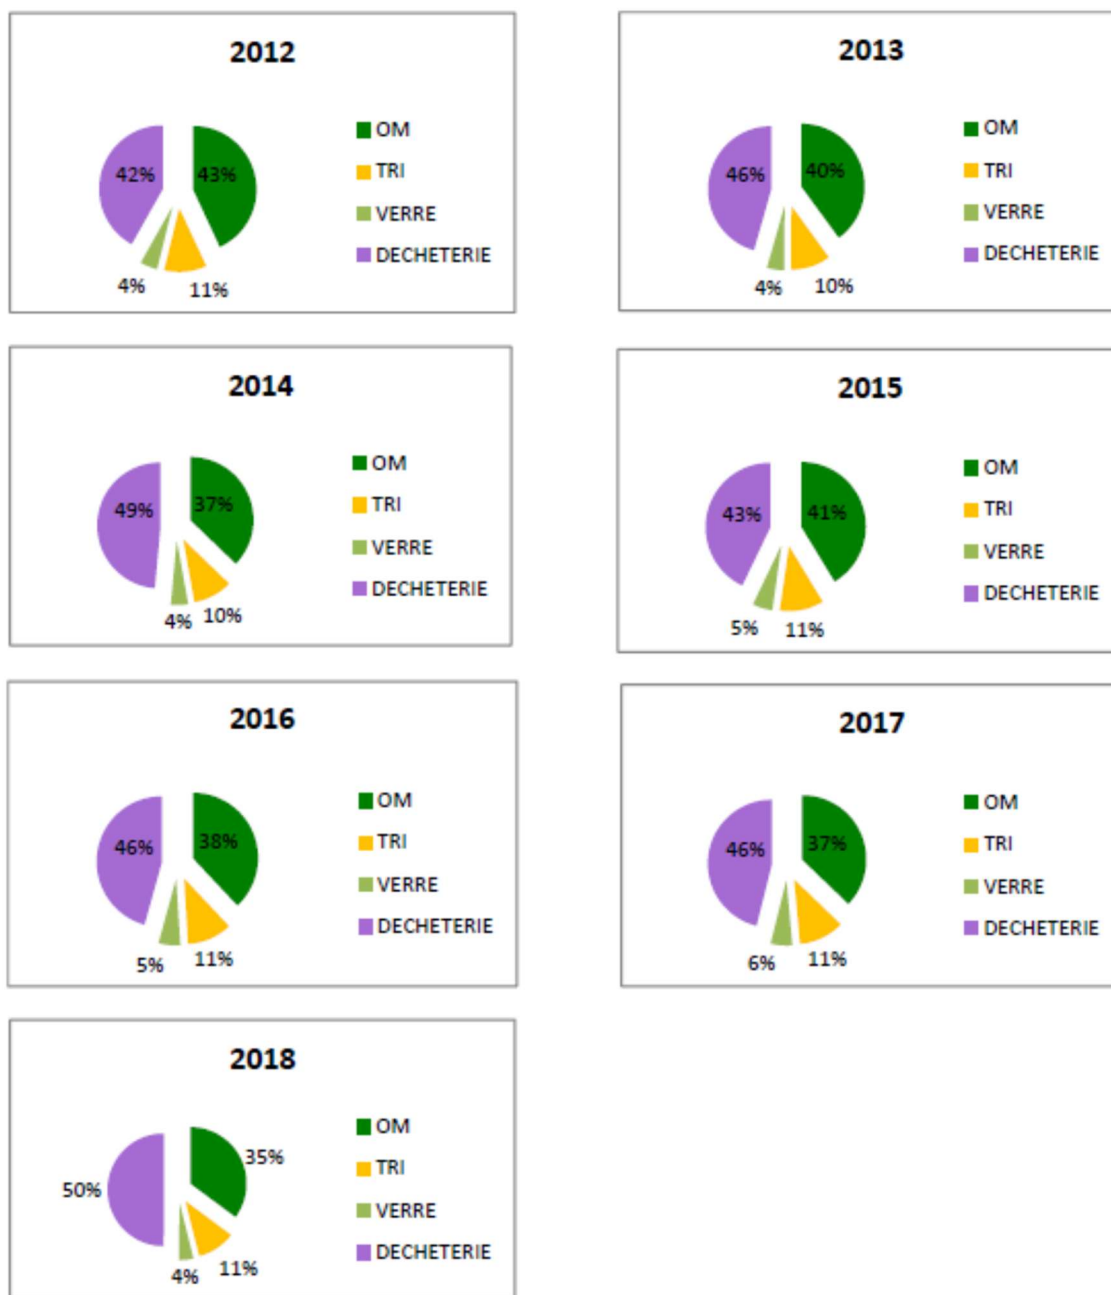 2012
42%
43%
4%
11%
OM
TRI
VERRE
DECHETERIE
2013
46%
40%
4%
10%
OM
TRI
VERRE
DECHETERIE
2014
49%
37%
4%
10%
OM
TRI
VERRE
DECHETERIE
2015
43%
41%
5%
11%
OM
TRI
VERRE
DECHETERIE
2016
46%
38%
5%
11%
OM
TRI
VERRE
DECHETERIE
2017
46%
37%
6%
11%
OM
TRI
VERRE
DECHETERIE
2018
50%
35%
4%
11%
OM
TRI
VERRE
DECHETERIE